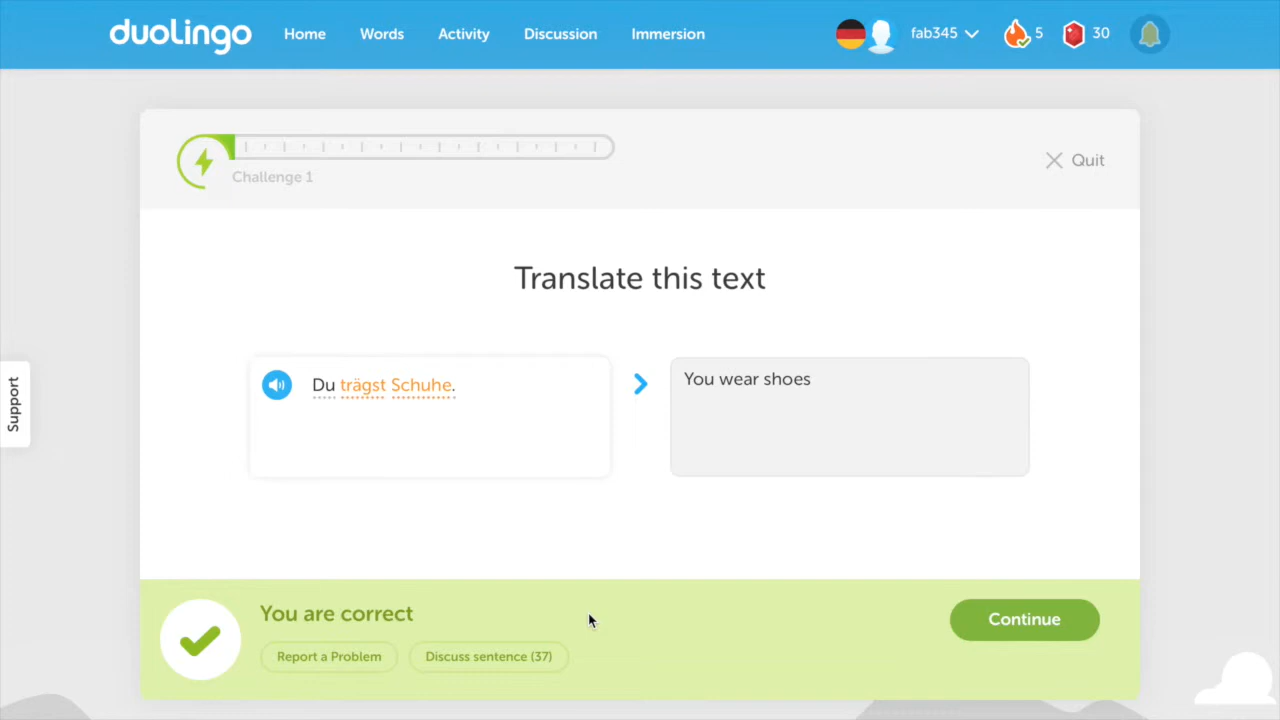 duolingo Home Words Activity Discussion Immersion fab345 5 30
Challenge 1
Quit
Translate this text
Du trägst Schuhe.
You wear shoes
Support
You are correct
Continue
Report a Problem Discuss sentence (37)